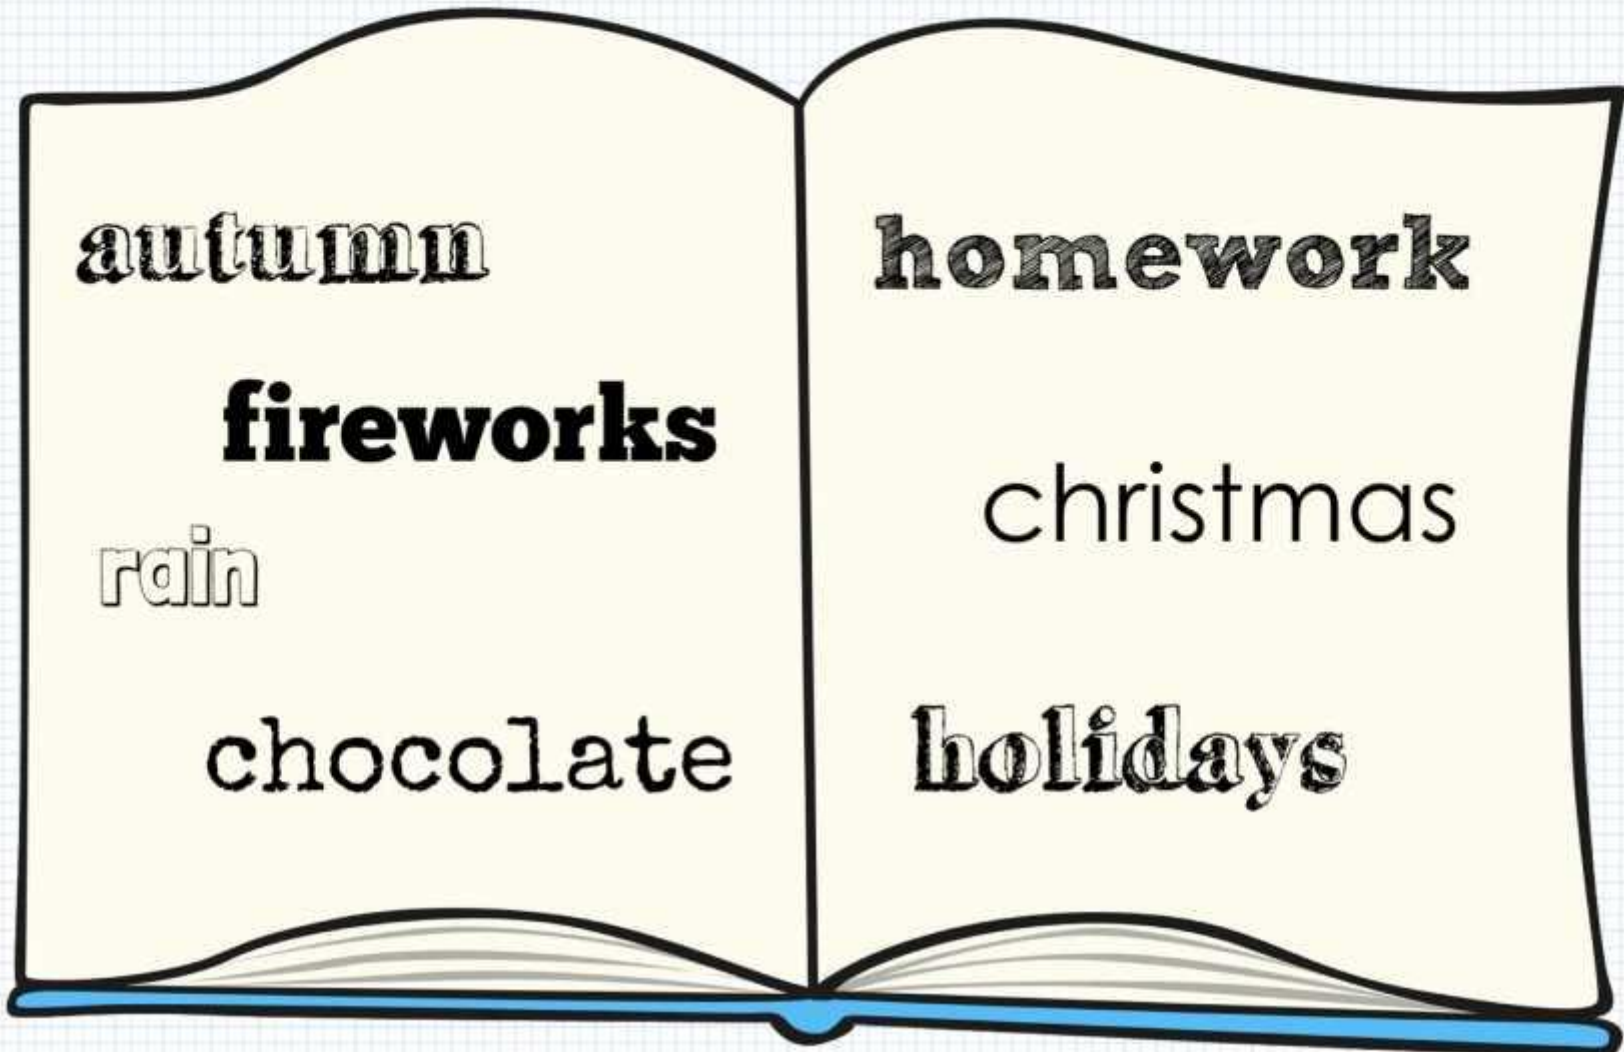 autumn
fireworks
rain
chocolate
homework
christmas
holidays